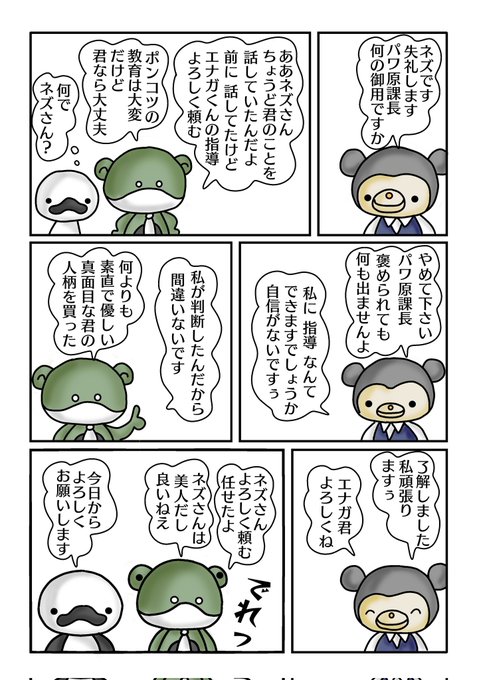 ネズです
失礼します
パワ原課長
何の御用ですか
ああネズさん
ちょうど君のことを
話していたんだよ
前に話してたけど
エナガくんの指導
よろしく頼む
ポンコツの
教育は大変
だけど
君なら大丈夫
何で
ネズさん？
やめて下さい
パワ原課長
褒められても
何も出ませんよ
私に指導なんて
できますでしょうか
自信がないですぅ
私が判断したんだから
間違いないです
何よりも
素直で優しい
真面目な君の
人柄を買った
了解しました
私頑張り
ますぅ
エナガ君
よろしくね
ネズさん
よろしく頼む
任せたよ
ネズさんは
美人だし
良いねえ
でれっ
今日から
よろしく
お願いします